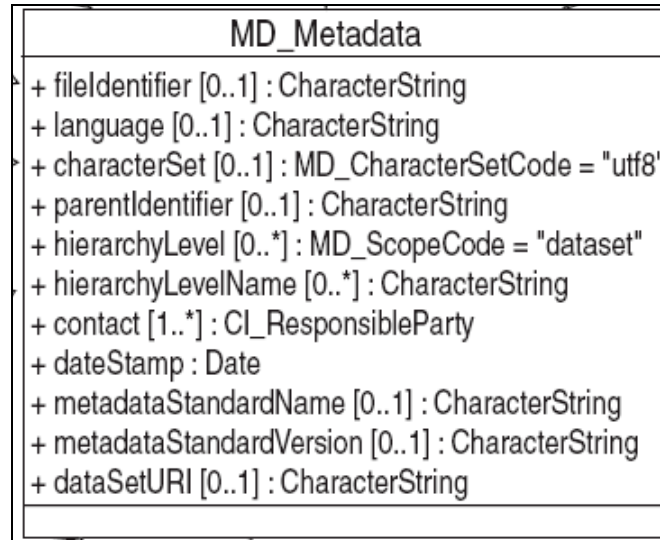 MD_Metadata
+ fileIdentifier [0..1] : CharacterString
+ language [0..1] : CharacterString
+ characterSet [0..1] : MD_CharacterSetCode = "utf8"
+ parentIdentifier [0..1] : CharacterString
+ hierarchyLevel [0..*] : MD_ScopeCode = "dataset"
+ hierarchyLevelName [0..*] : CharacterString
+ contact [1..*] : CI_ResponsibleParty
+ dateStamp : Date
+ metadataStandardName [0..1] : CharacterString
+ metadataStandardVersion [0..1] : CharacterString
+ dataSetURI [0..1] : CharacterString